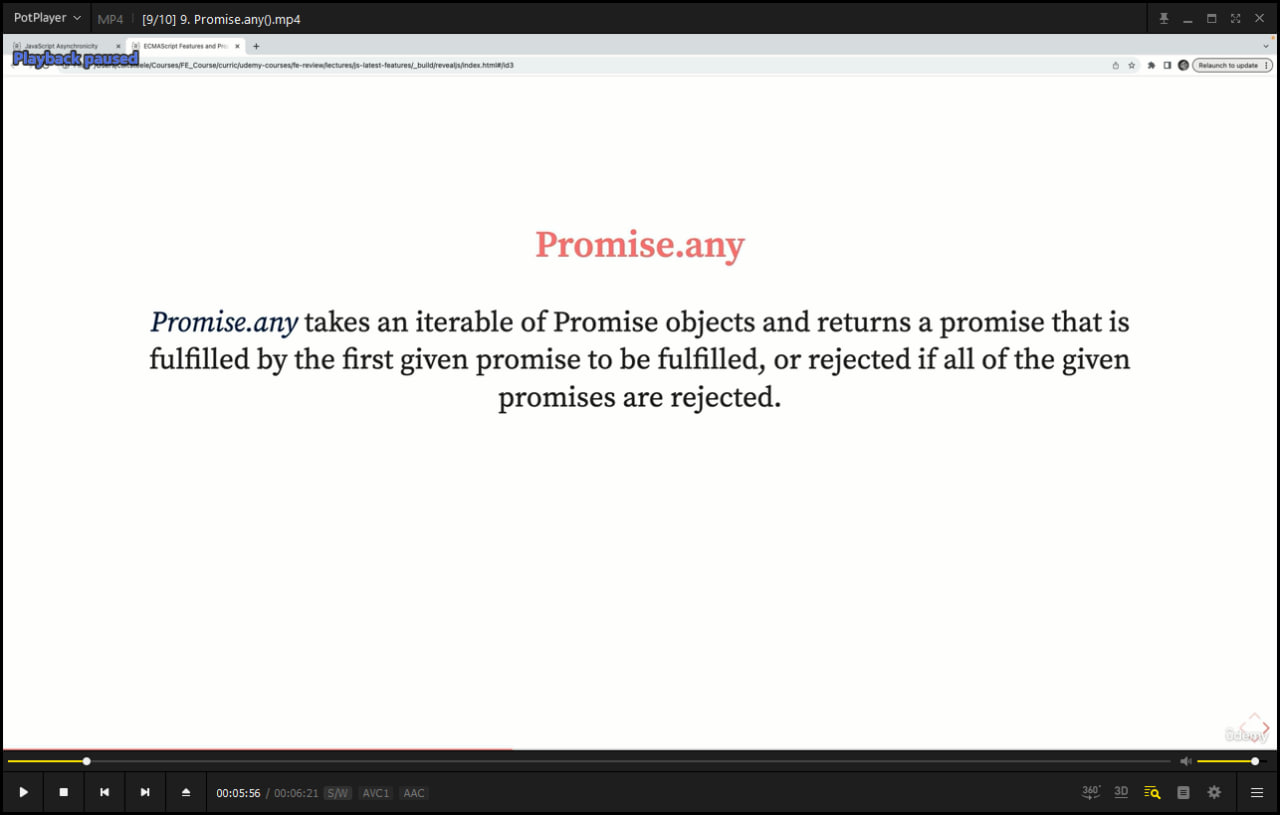 PotPlayer MP4 [9/10] 9. Promise.any().mp4
JavaScript Asynchronicity ECMAScript Features and Pro
Playback paused
/Courses/FE_Course/curric/udemy-courses/fe-review/lectures/js-latest-features/_build/revealjs/index.html#/id3 Relaunch to update
Promise.any
Promise.any takes an iterable of Promise objects and returns a promise that is
fulfilled by the first given promise to be fulfilled, or rejected if all of the given
promises are rejected.
ûdemy
00:05:56 / 00:06:21 S/W AVC1 AAC 360° 3D